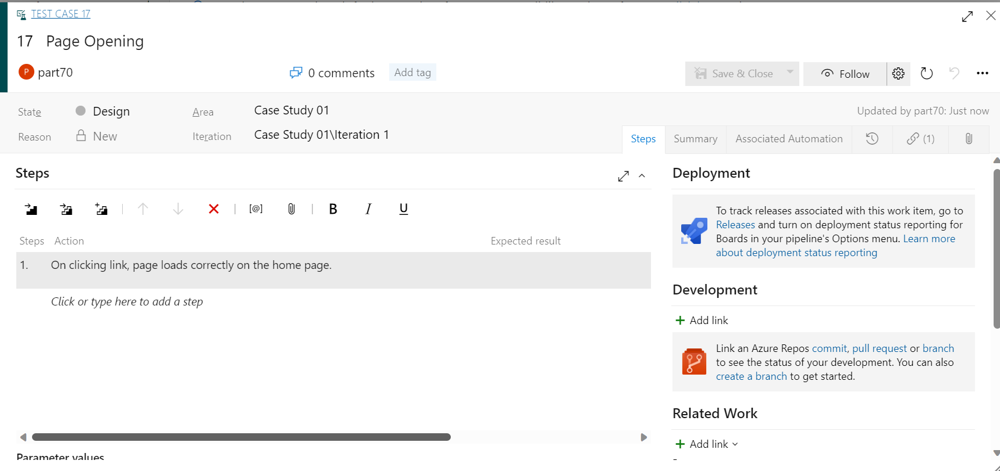 TEST CASE 17
17 Page Opening
P part70
0 comments
Add tag
Save & Close
Follow
State
Design
Area
Case Study 01
Updated by part70: Just now
Reason
New
Iteration
Case Study 01\Iteration 1
Steps
Summary
Associated Automation
(1)
Steps
[@]
B
I
U
Steps Action Expected result
1. On clicking link, page loads correctly on the home page.
Click or type here to add a step
Parameter values
Deployment
To track releases associated with this work item, go to
Releases and turn on deployment status reporting for
Boards in your pipeline's Options menu. Learn more
about deployment status reporting
Development
+ Add link
Link an Azure Repos commit, pull request or branch
to see the status of your development. You can also
create a branch to get started.
Related Work
+ Add link